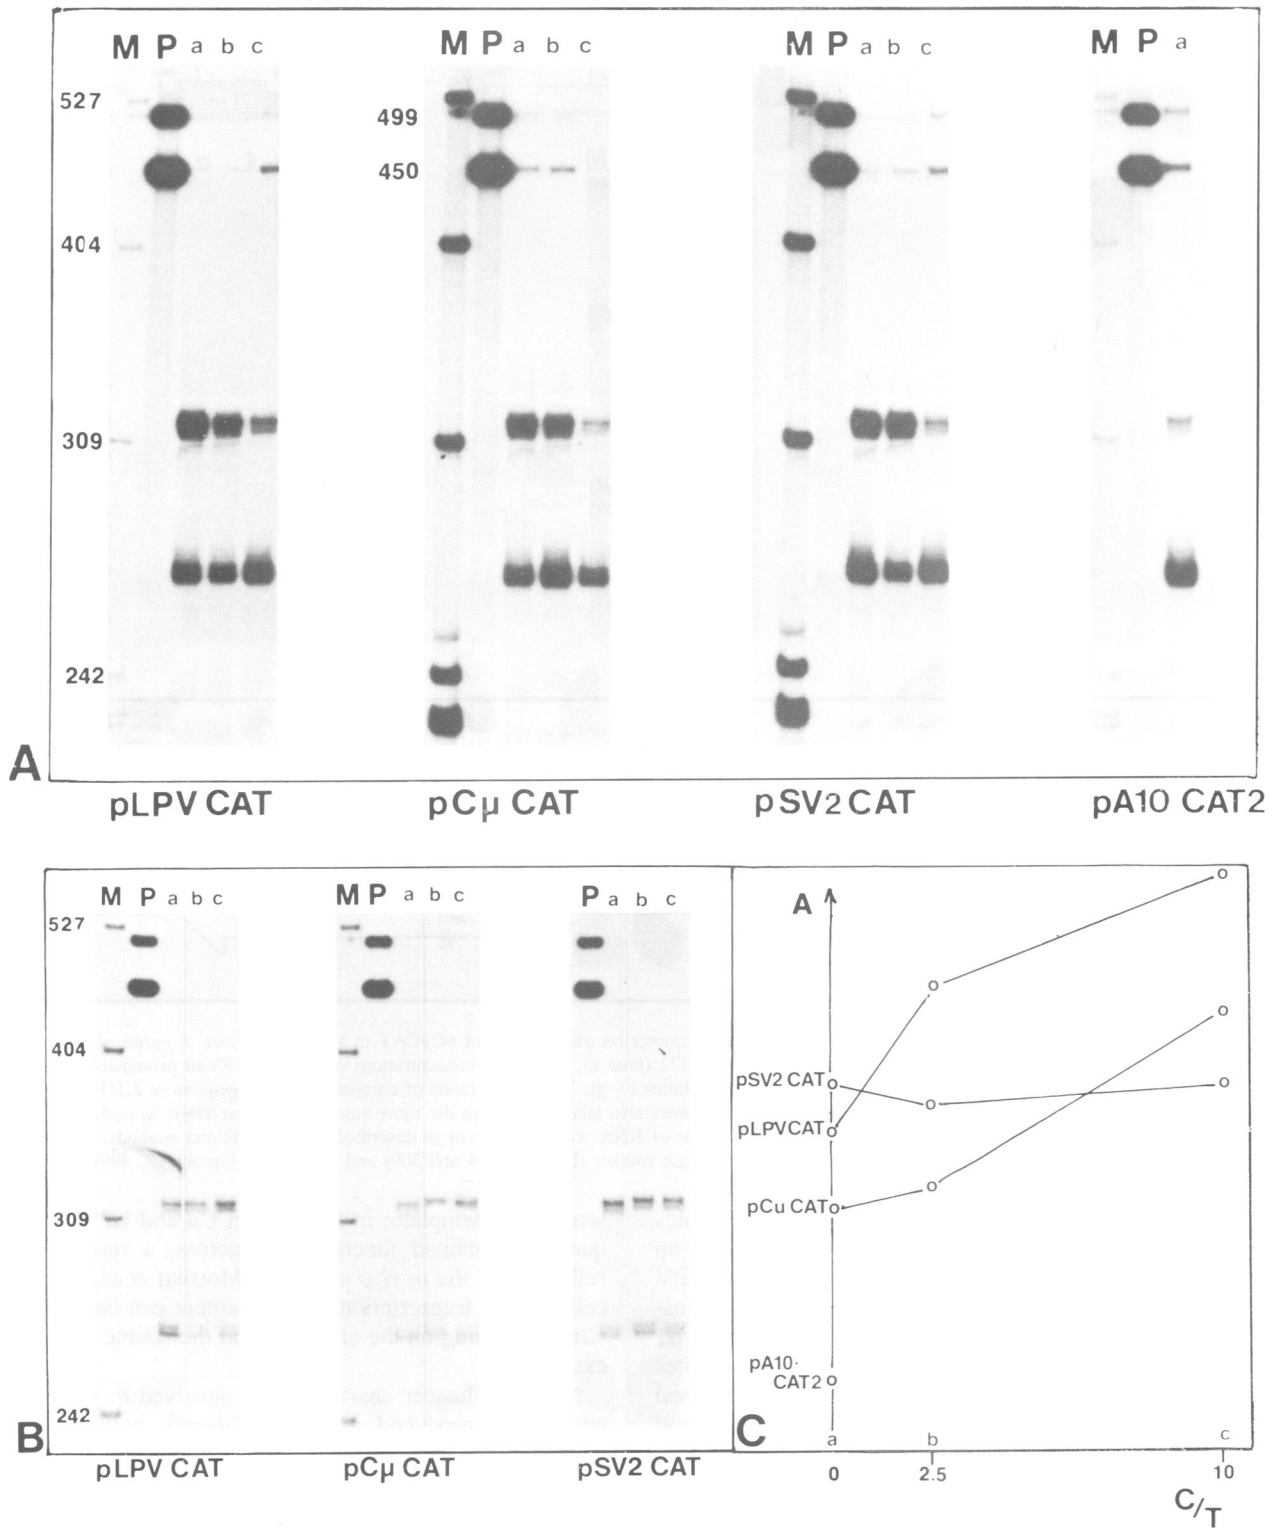 M P a b c M P a b c M P a b c M P a
527
499
450
404
309
242
A
pLPV CAT pCμ CAT pSV2 CAT pA10 CAT2
M P a b c M P a b c P a b c
527
404
309
242
B
pLPV CAT pCμ CAT pSV2 CAT
A
pSV2 CAT
pLPVCAT
pCu CAT
pA10·
CAT2
C
a b c
0 2.5 10
C/T